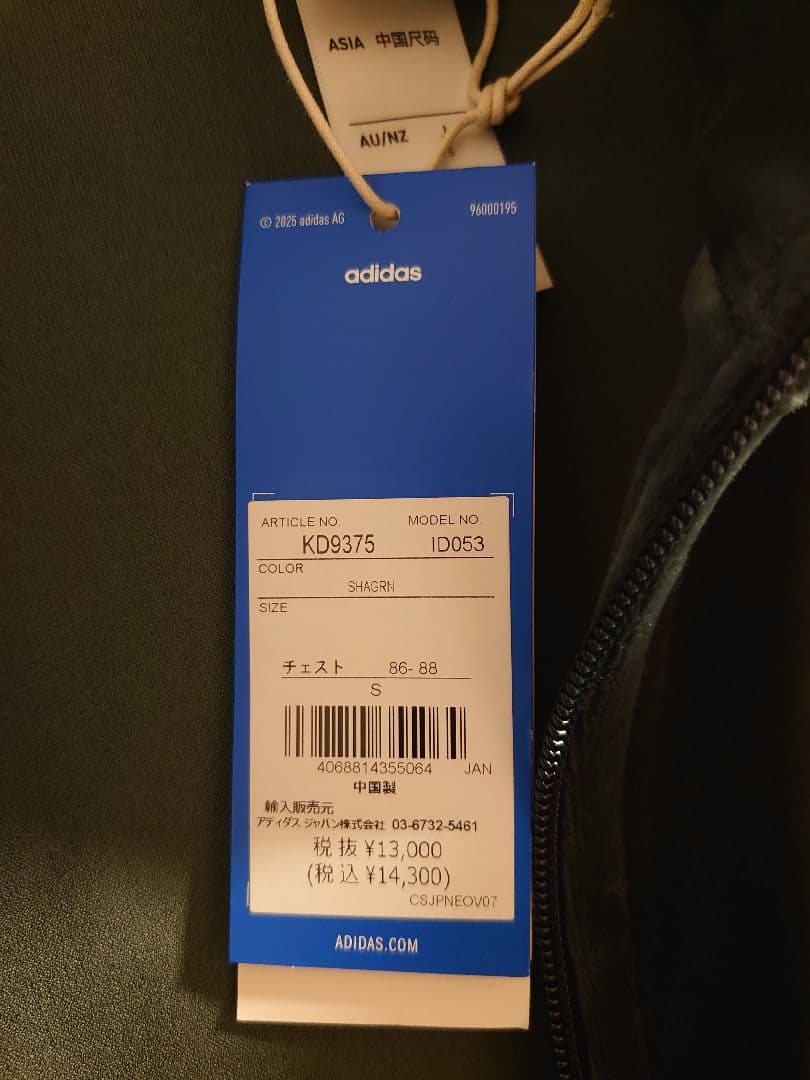 ASIA 中国尺码
AU/NZ
© 2025 adidas AG
96000195
adidas
ARTICLE NO. MODEL NO.
KD9375 ID053
COLOR
SHAGRN
SIZE
チェスト 86- 88
S
4068814355064 JAN
中国製
輸入販売元
アディダス ジャパン株式会社 03-6732-5461
税抜 ¥13,000
(税込 ¥14,300)
CSJPNEOV07
ADIDAS.COM